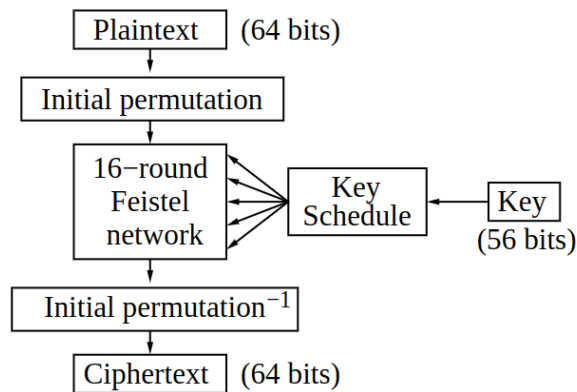 Plaintext (64 bits)
Initial permutation
16−round
Feistel
network
Key
Schedule
Key
(56 bits)
Initial permutation⁻¹
Ciphertext (64 bits)